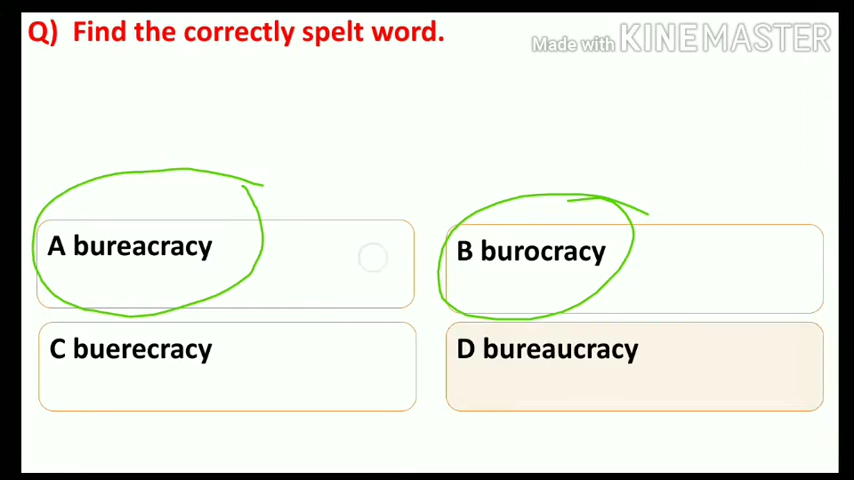 Q) Find the correctly spelt word.
Made with KINEMASTER
A bureacracy
B burocracy
C buerecracy
D bureaucracy